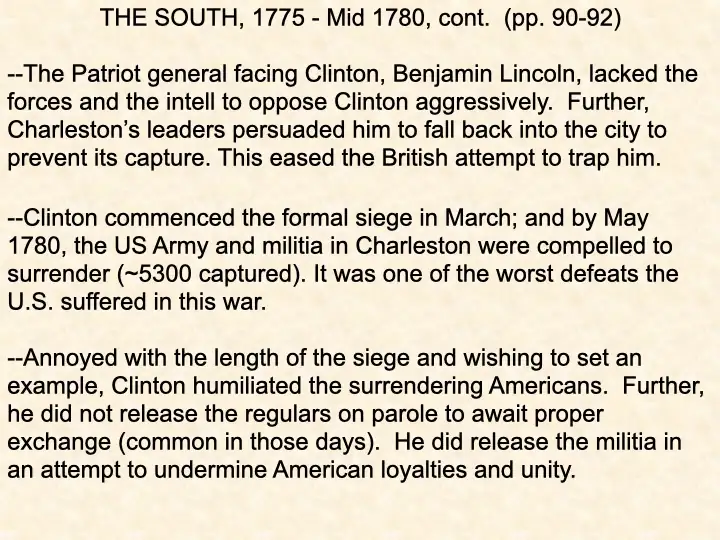 THE SOUTH, 1775 - Mid 1780, cont.  (pp. 90-92)
--The Patriot general facing Clinton, Benjamin Lincoln, lacked the
forces and the intell to oppose Clinton aggressively.  Further,
Charleston’s leaders persuaded him to fall back into the city to
prevent its capture. This eased the British attempt to trap him.
--Clinton commenced the formal siege in March; and by May
1780, the US Army and militia in Charleston were compelled to
surrender (~5300 captured). It was one of the worst defeats the
U.S. suffered in this war.
--Annoyed with the length of the siege and wishing to set an
example, Clinton humiliated the surrendering Americans.  Further,
he did not release the regulars on parole to await proper
exchange (common in those days).  He did release the militia in
an attempt to undermine American loyalties and unity.